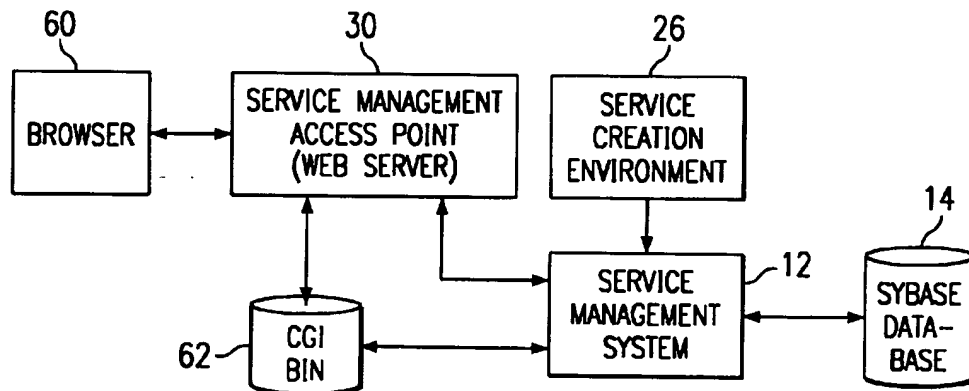 60
30
26
BROWSER
SERVICE MANAGEMENT
ACCESS POINT
(WEB SERVER)
SERVICE
CREATION
ENVIRONMENT
14
12
SERVICE
MANAGEMENT
SYSTEM
SYBASE
DATA-
BASE
62
CGI
BIN